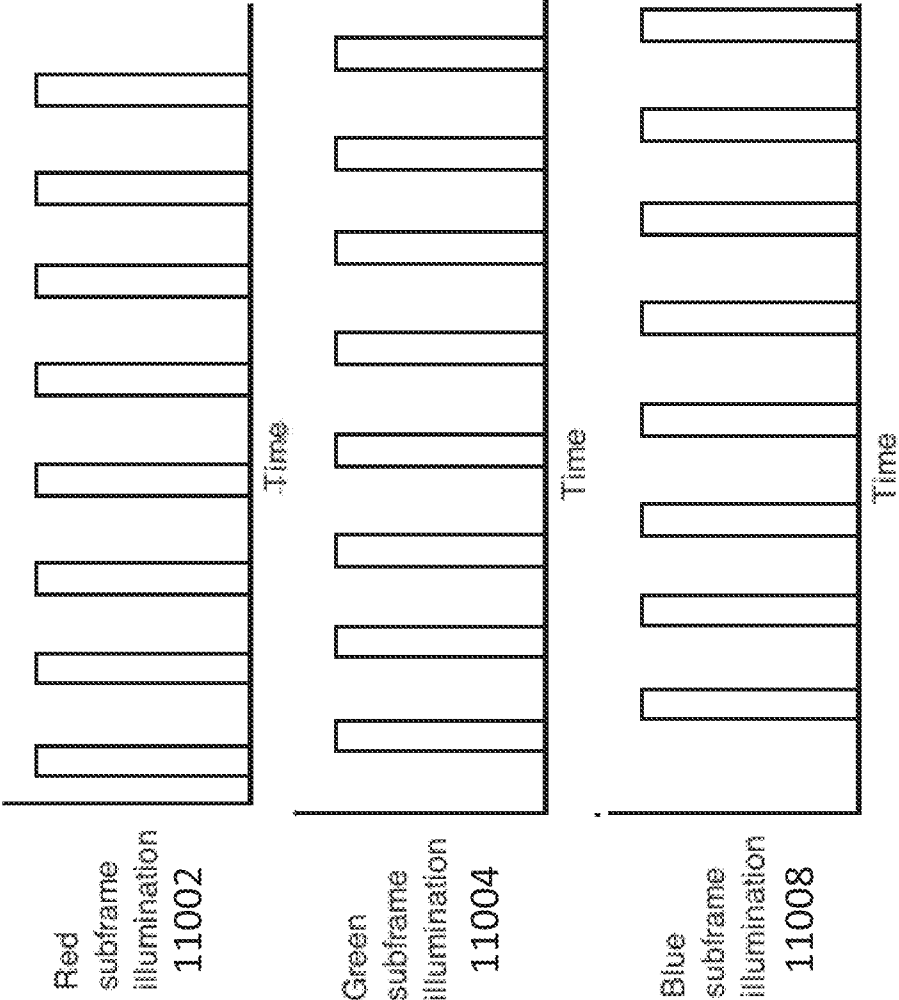 Red
subframe
illumination
11002
Time
Green
subframe
illumination
11004
Time
Blue
subframe
illumination
11008
Time